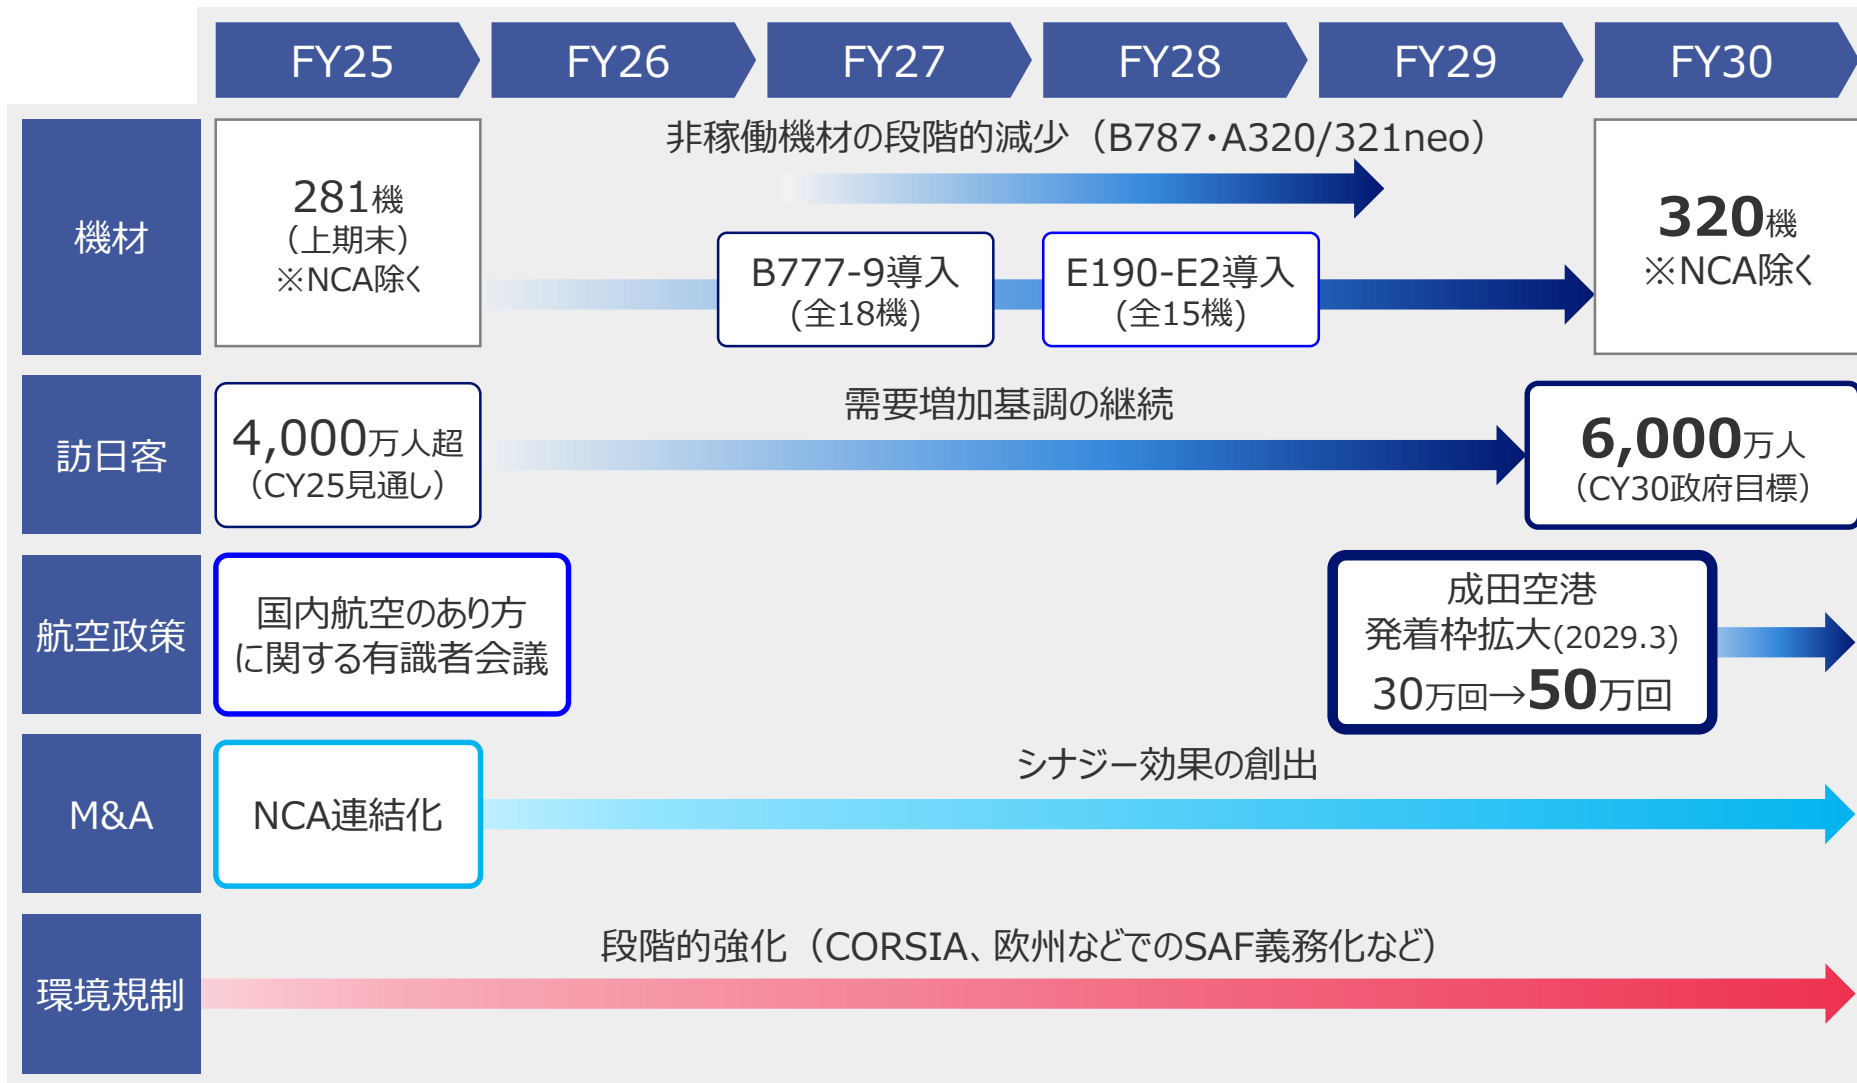 FY25 FY26 FY27 FY28 FY29 FY30
機材
281機
（上期末）
※NCA除く
非稼働機材の段階的減少（B787・A320/321neo）
B777-9導入
(全18機)
E190-E2導入
(全15機)
320機
※NCA除く
訪日客
4,000万人超
（CY25見通し）
需要増加基調の継続
6,000万人
（CY30政府目標）
航空政策
国内航空のあり方
に関する有識者会議
成田空港
発着枠拡大(2029.3)
30万回→50万回
M&A
NCA連結化
シナジー効果の創出
環境規制
段階的強化（CORSIA、欧州などでのSAF義務化など）